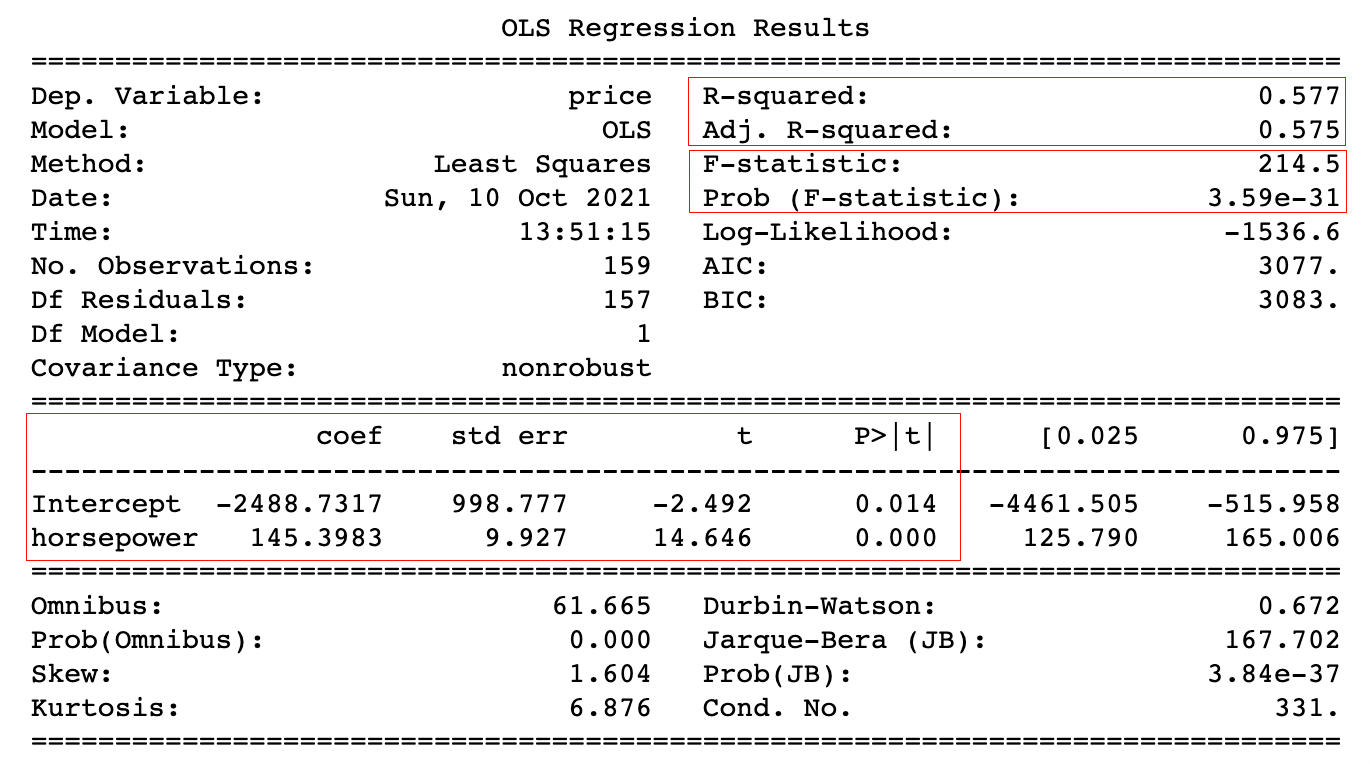 OLS Regression Results
==============================================================================
Dep. Variable: price R-squared: 0.577
Model: OLS Adj. R-squared: 0.575
Method: Least Squares F-statistic: 214.5
Date: Sun, 10 Oct 2021 Prob (F-statistic): 3.59e-31
Time: 13:51:15 Log-Likelihood: -1536.6
No. Observations: 159 AIC: 3077.
Df Residuals: 157 BIC: 3083.
Df Model: 1
Covariance Type: nonrobust
==============================================================================
coef std err t P>|t| [0.025 0.975]
------------------------------------------------------------------------------
Intercept -2488.7317 998.777 -2.492 0.014 -4461.505 -515.958
horsepower 145.3983 9.927 14.646 0.000 125.790 165.006
==============================================================================
Omnibus: 61.665 Durbin-Watson: 0.672
Prob(Omnibus): 0.000 Jarque-Bera (JB): 167.702
Skew: 1.604 Prob(JB): 3.84e-37
Kurtosis: 6.876 Cond. No. 331.
==============================================================================